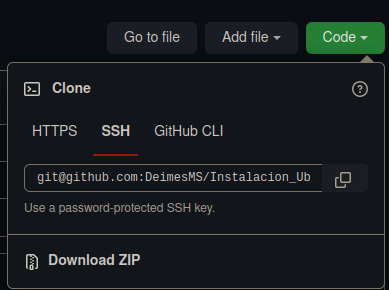 Go to file Add file Code
Clone
HTTPS SSH GitHub CLI
git@github.com:DeimesMS/Instalacion_Ub
Use a password-protected SSH key.
Download ZIP